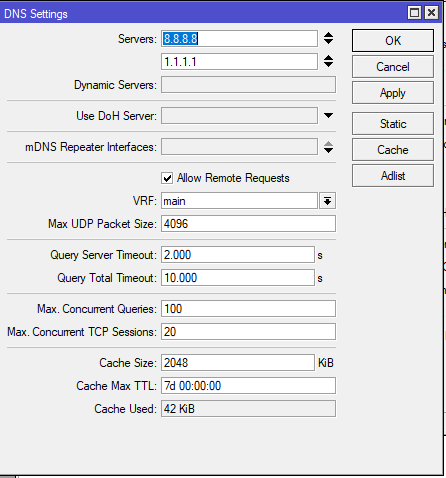 DNS Settings
Servers: 8.8.8.8
1.1.1.1
OK
Cancel
Dynamic Servers:
Apply
Use DoH Server:
Static
mDNS Repeater Interfaces:
Cache
Allow Remote Requests
Adlist
VRF: main
Max UDP Packet Size: 4096
Query Server Timeout: 2.000 s
Query Total Timeout: 10.000 s
Max. Concurrent Queries: 100
Max. Concurrent TCP Sessions: 20
Cache Size: 2048 KiB
Cache Max TTL: 7d 00:00:00
Cache Used: 42 KiB